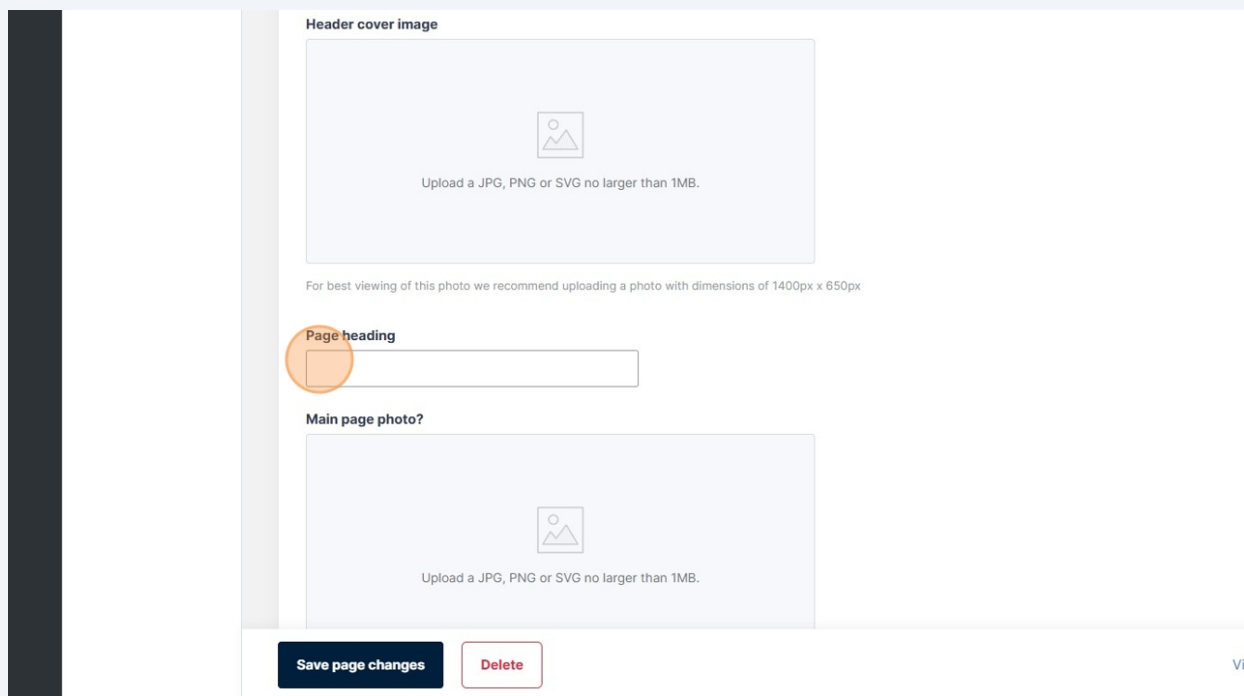 Header cover image
Upload a JPG, PNG or SVG no larger than 1MB.
For best viewing of this photo we recommend uploading a photo with dimensions of 1400px x 650px
Page heading
Main page photo?
Upload a JPG, PNG or SVG no larger than 1MB.
Save page changes
Delete